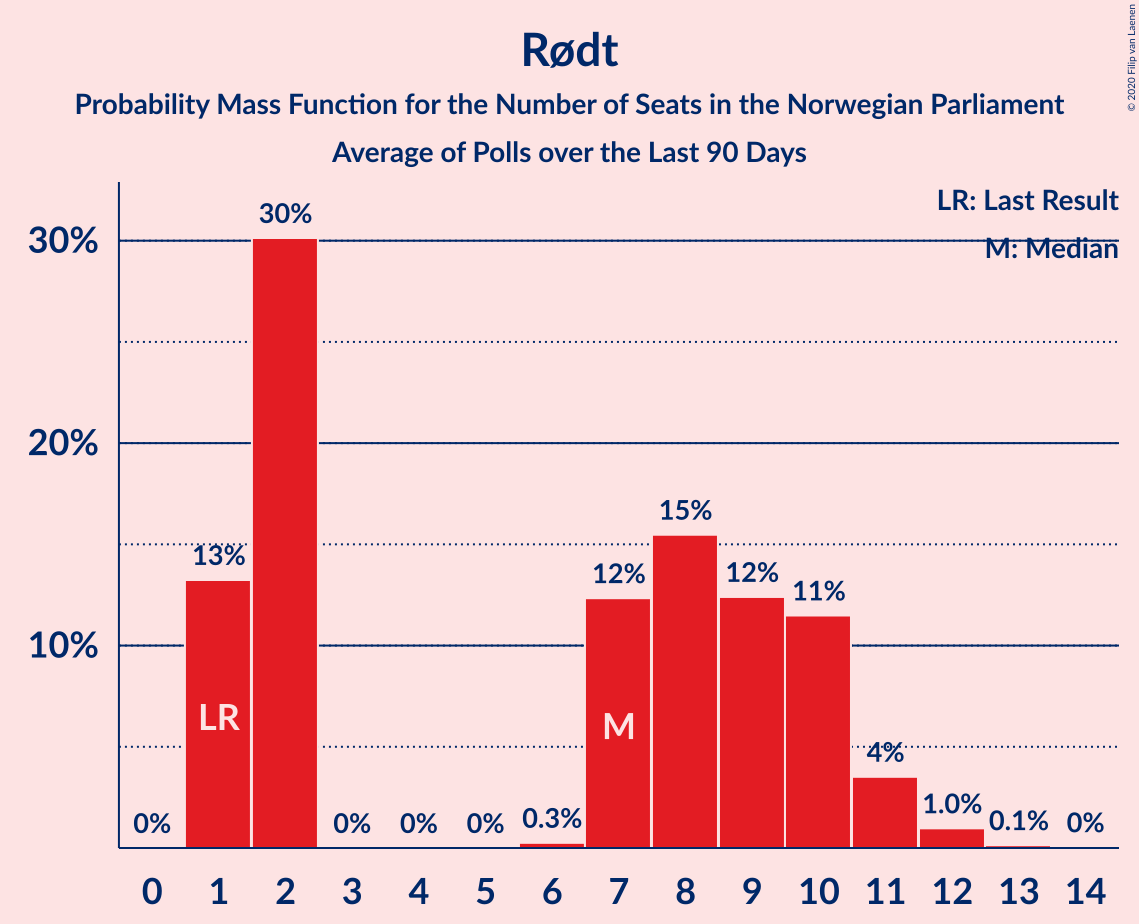 Rødt
Probability Mass Function for the Number of Seats in the Norwegian Parliament
Average of Polls over the Last 90 Days
© 2020 Filip van Laenen
LR: Last Result
M: Median
30%
20%
10%
0%
13%
30%
0%
0%
0%
0.3%
12%
15%
12%
11%
4%
1.0%
0.1%
0%
LR
M
0 1 2 3 4 5 6 7 8 9 10 11 12 13 14